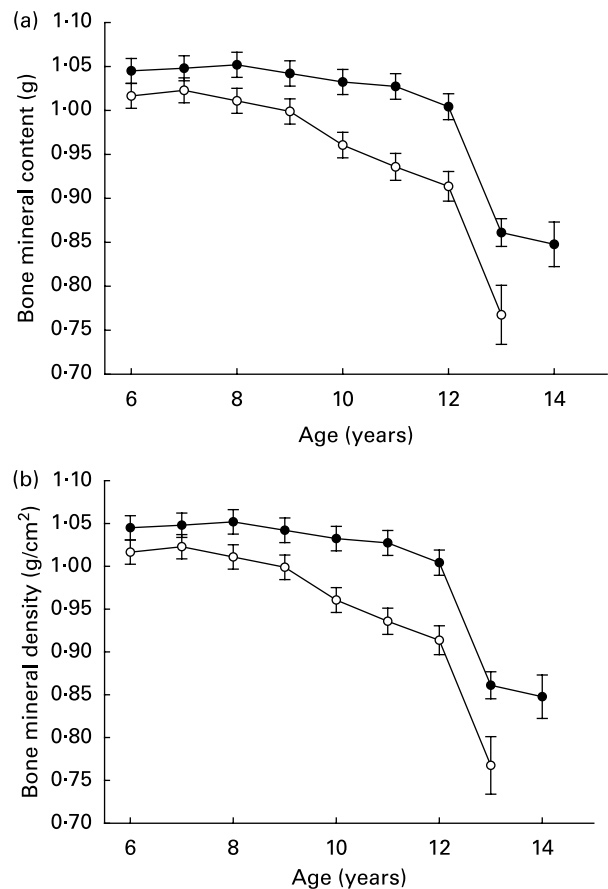 (a)
1·10
1·05
1·00
0·95
0·90
0·85
0·80
0·75
0·70
Bone mineral content (g)
6 8 10 12 14
Age (years)
(b)
1·10
1·05
1·00
0·95
0·90
0·85
0·80
0·75
0·70
Bone mineral density (g/cm²)
6 8 10 12 14
Age (years)